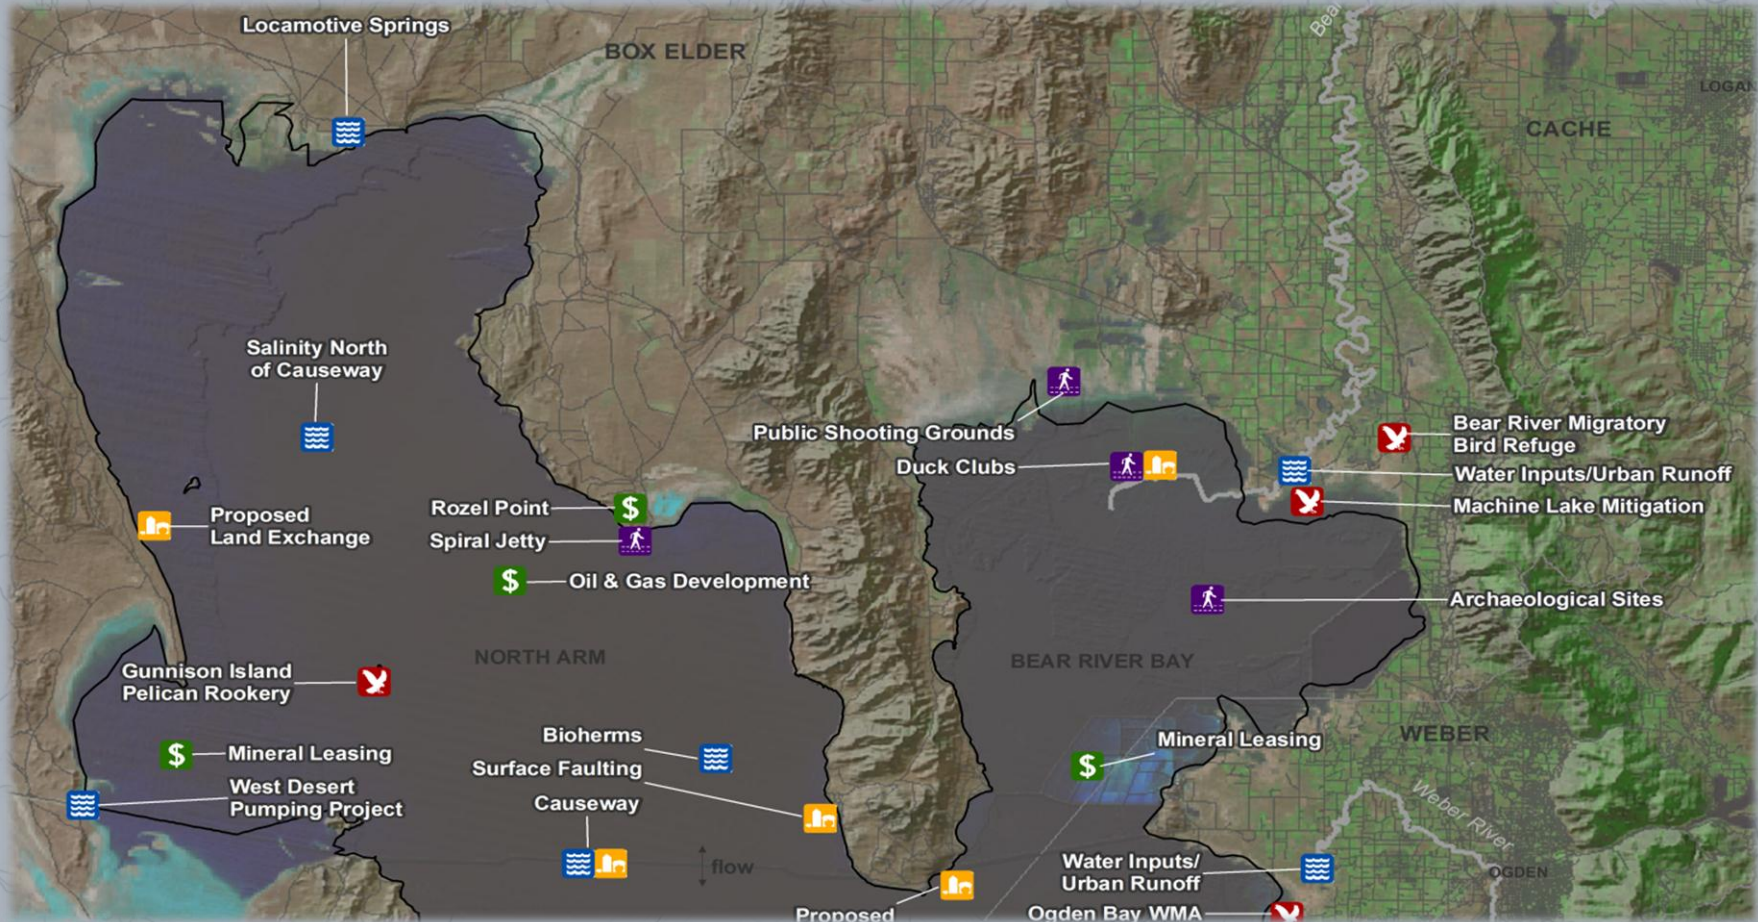 Locamotive Springs
BOX ELDER
Bear
LOGAN
CACHE
Salinity North
of Causeway
Public Shooting Grounds
Duck Clubs
Bear River Migratory
Bird Refuge
Water Inputs/Urban Runoff
Machine Lake Mitigation
Proposed
Land Exchange
Rozel Point
$
Spiral Jetty
$
Oil & Gas Development
Archaeological Sites
NORTH ARM
BEAR RIVER BAY
Gunnison Island
Pelican Rookery
$
Mineral Leasing
West Desert
Pumping Project
Bioherms
Surface Faulting
Causeway
flow
Mineral Leasing
$
WEBER
Weber River
Water Inputs/
Urban Runoff
OGDEN
Proposed
Ogden Bay WMA